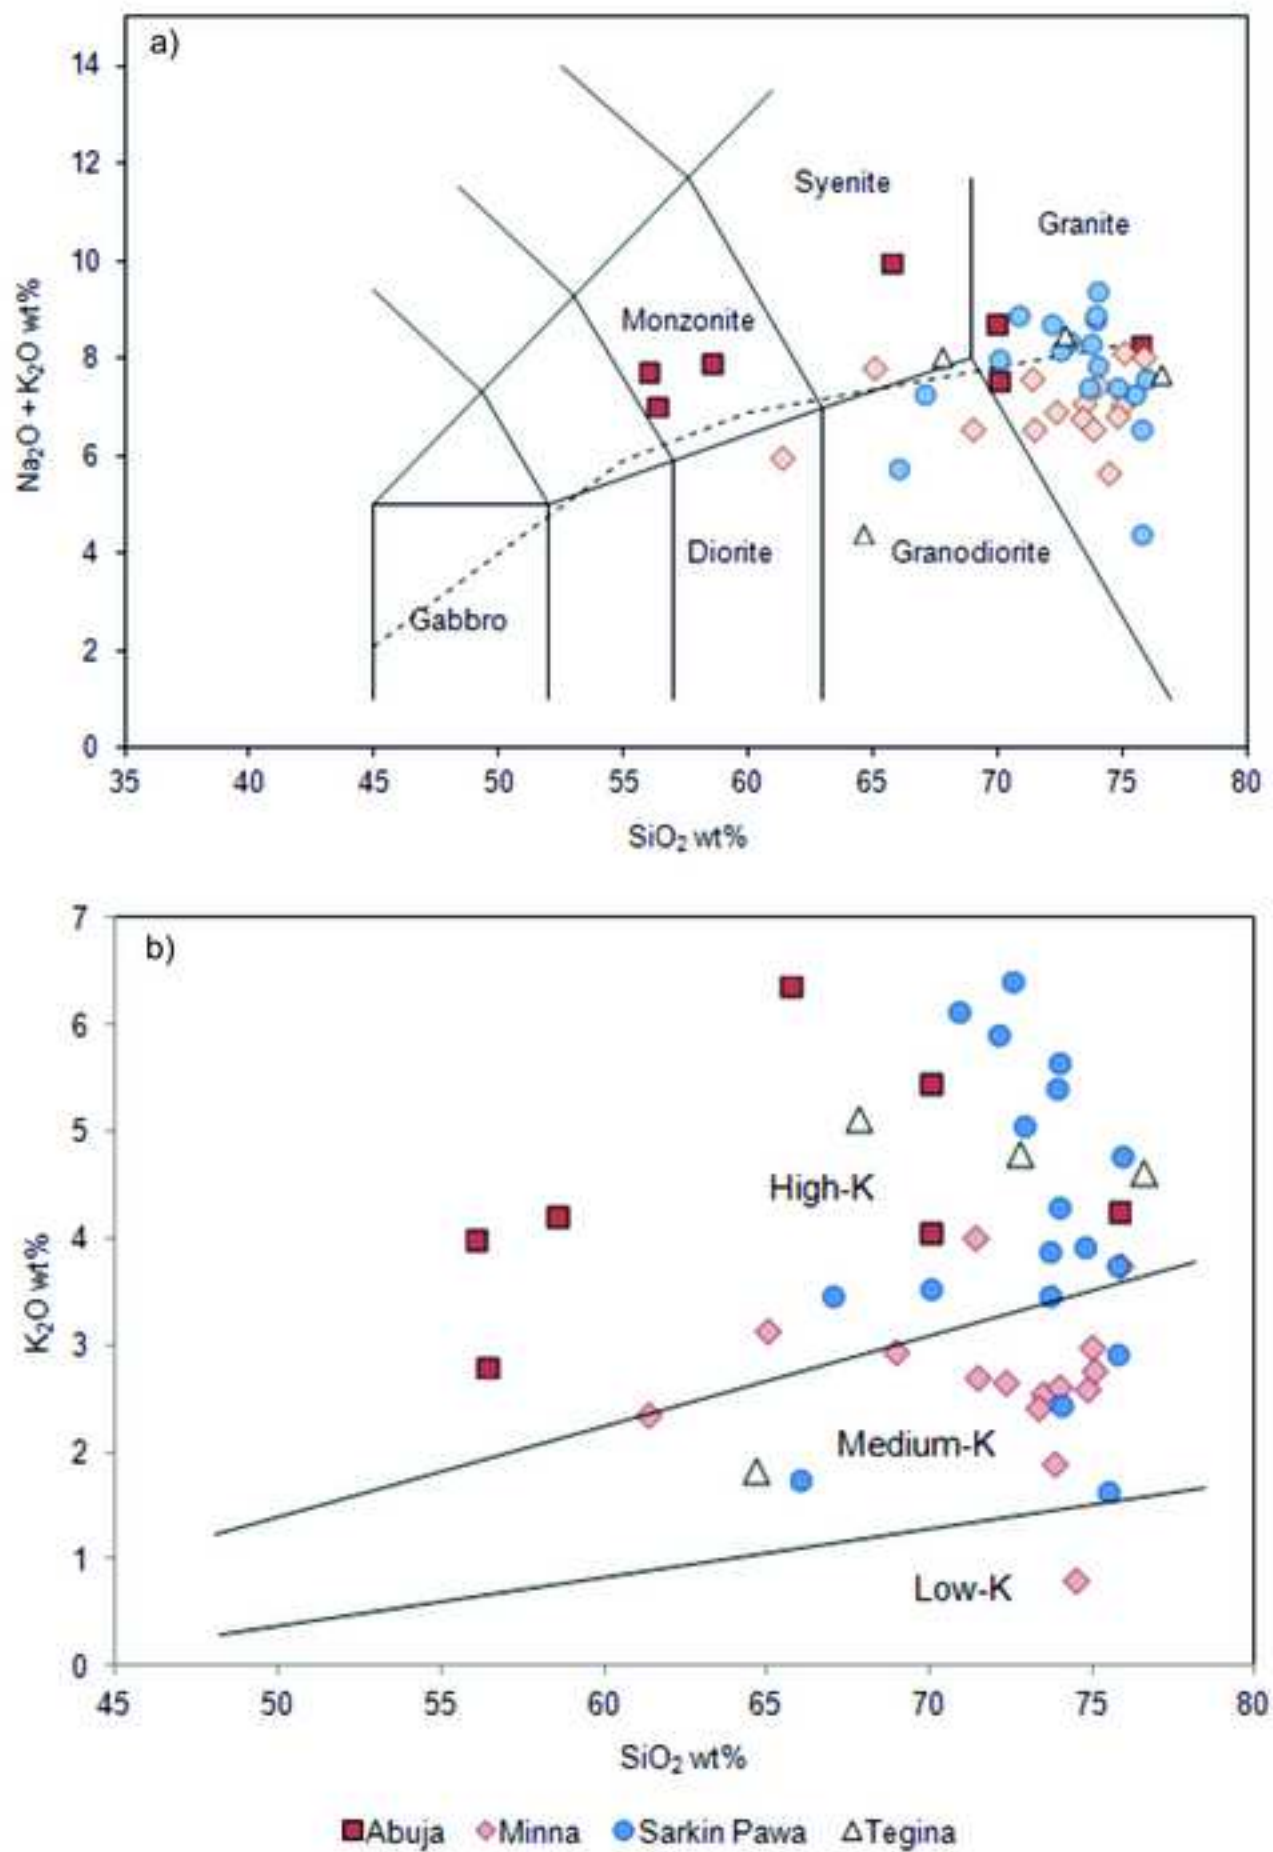 a)
14
12
10
8
6
4
2
0
Na₂O + K₂O wt%
Syenite
Granite
Monzonite
Diorite
Granodiorite
Gabbro
35 40 45 50 55 60 65 70 75 80
SiO₂ wt%
b)
7
6
5
4
3
2
1
0
K₂O wt%
High-K
Medium-K
Low-K
45 50 55 60 65 70 75 80
SiO₂ wt%
Abuja Minna Sarkin Pawa Tegina